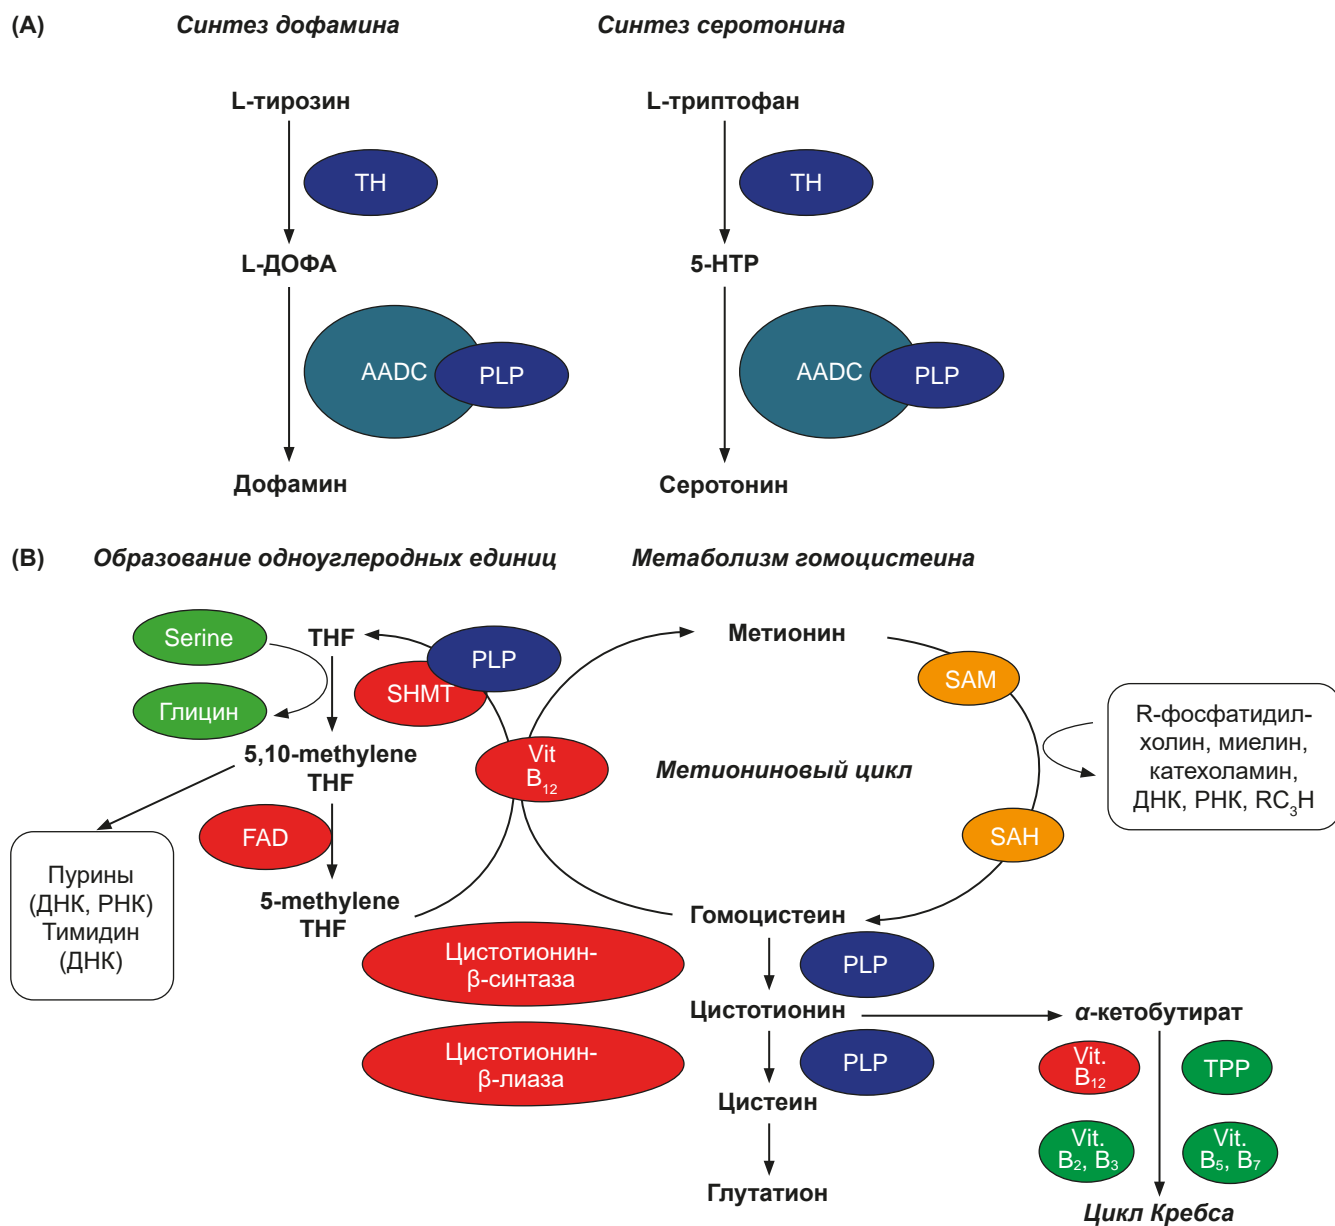 (A)
Синтез дофамина
Синтез серотонина
L-тирозин
TH
L-ДОФА
AADC
PLP
Дофамин
L-триптофан
TH
5-HTP
AADC
PLP
Серотонин
(B)
Образование одноуглеродных единиц
Метаболизм гомоцистеина
Serine
THF
PLP
SHMT
Глицин
5,10-methylene
THF
Vit
B12
FAD
Пурины
(ДНК, РНК)
Тимидин
(ДНК)
5-methylene
THF
Метионин
SAM
R-фосфатидил-
холин, миелин,
катехоламин,
ДНК, РНК, RC3H
Метиониновый цикл
SAH
Гомоцистеин
Цистотионин-
β-синтаза
PLP
Цистотионин
α-кетобутират
Цистотионин-
β-лиаза
PLP
Vit.
B12
TPP
Цистеин
Vit.
B2, B3
Vit.
B5, B7
Глутатион
Цикл Кребса